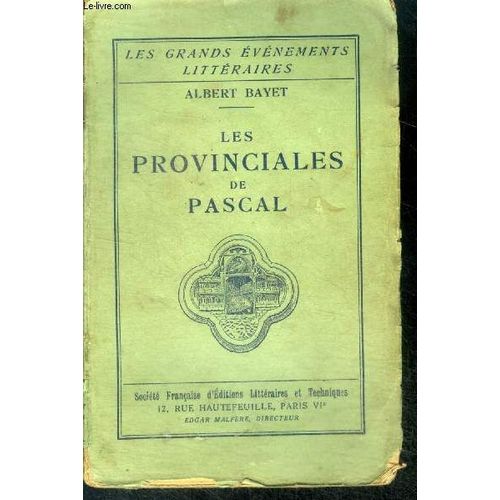 Le-livre.com
LES GRANDS ÉVÉNEMENTS
LITTÉRAIRES
ALBERT BAYET
LES
PROVINCIALES
DE
PASCAL
Société Française d'Éditions Littéraires et Techniques
12, RUE HAUTEFEUILLE, PARIS VIe
EDGAR MALFÈRE, DIRECTEUR